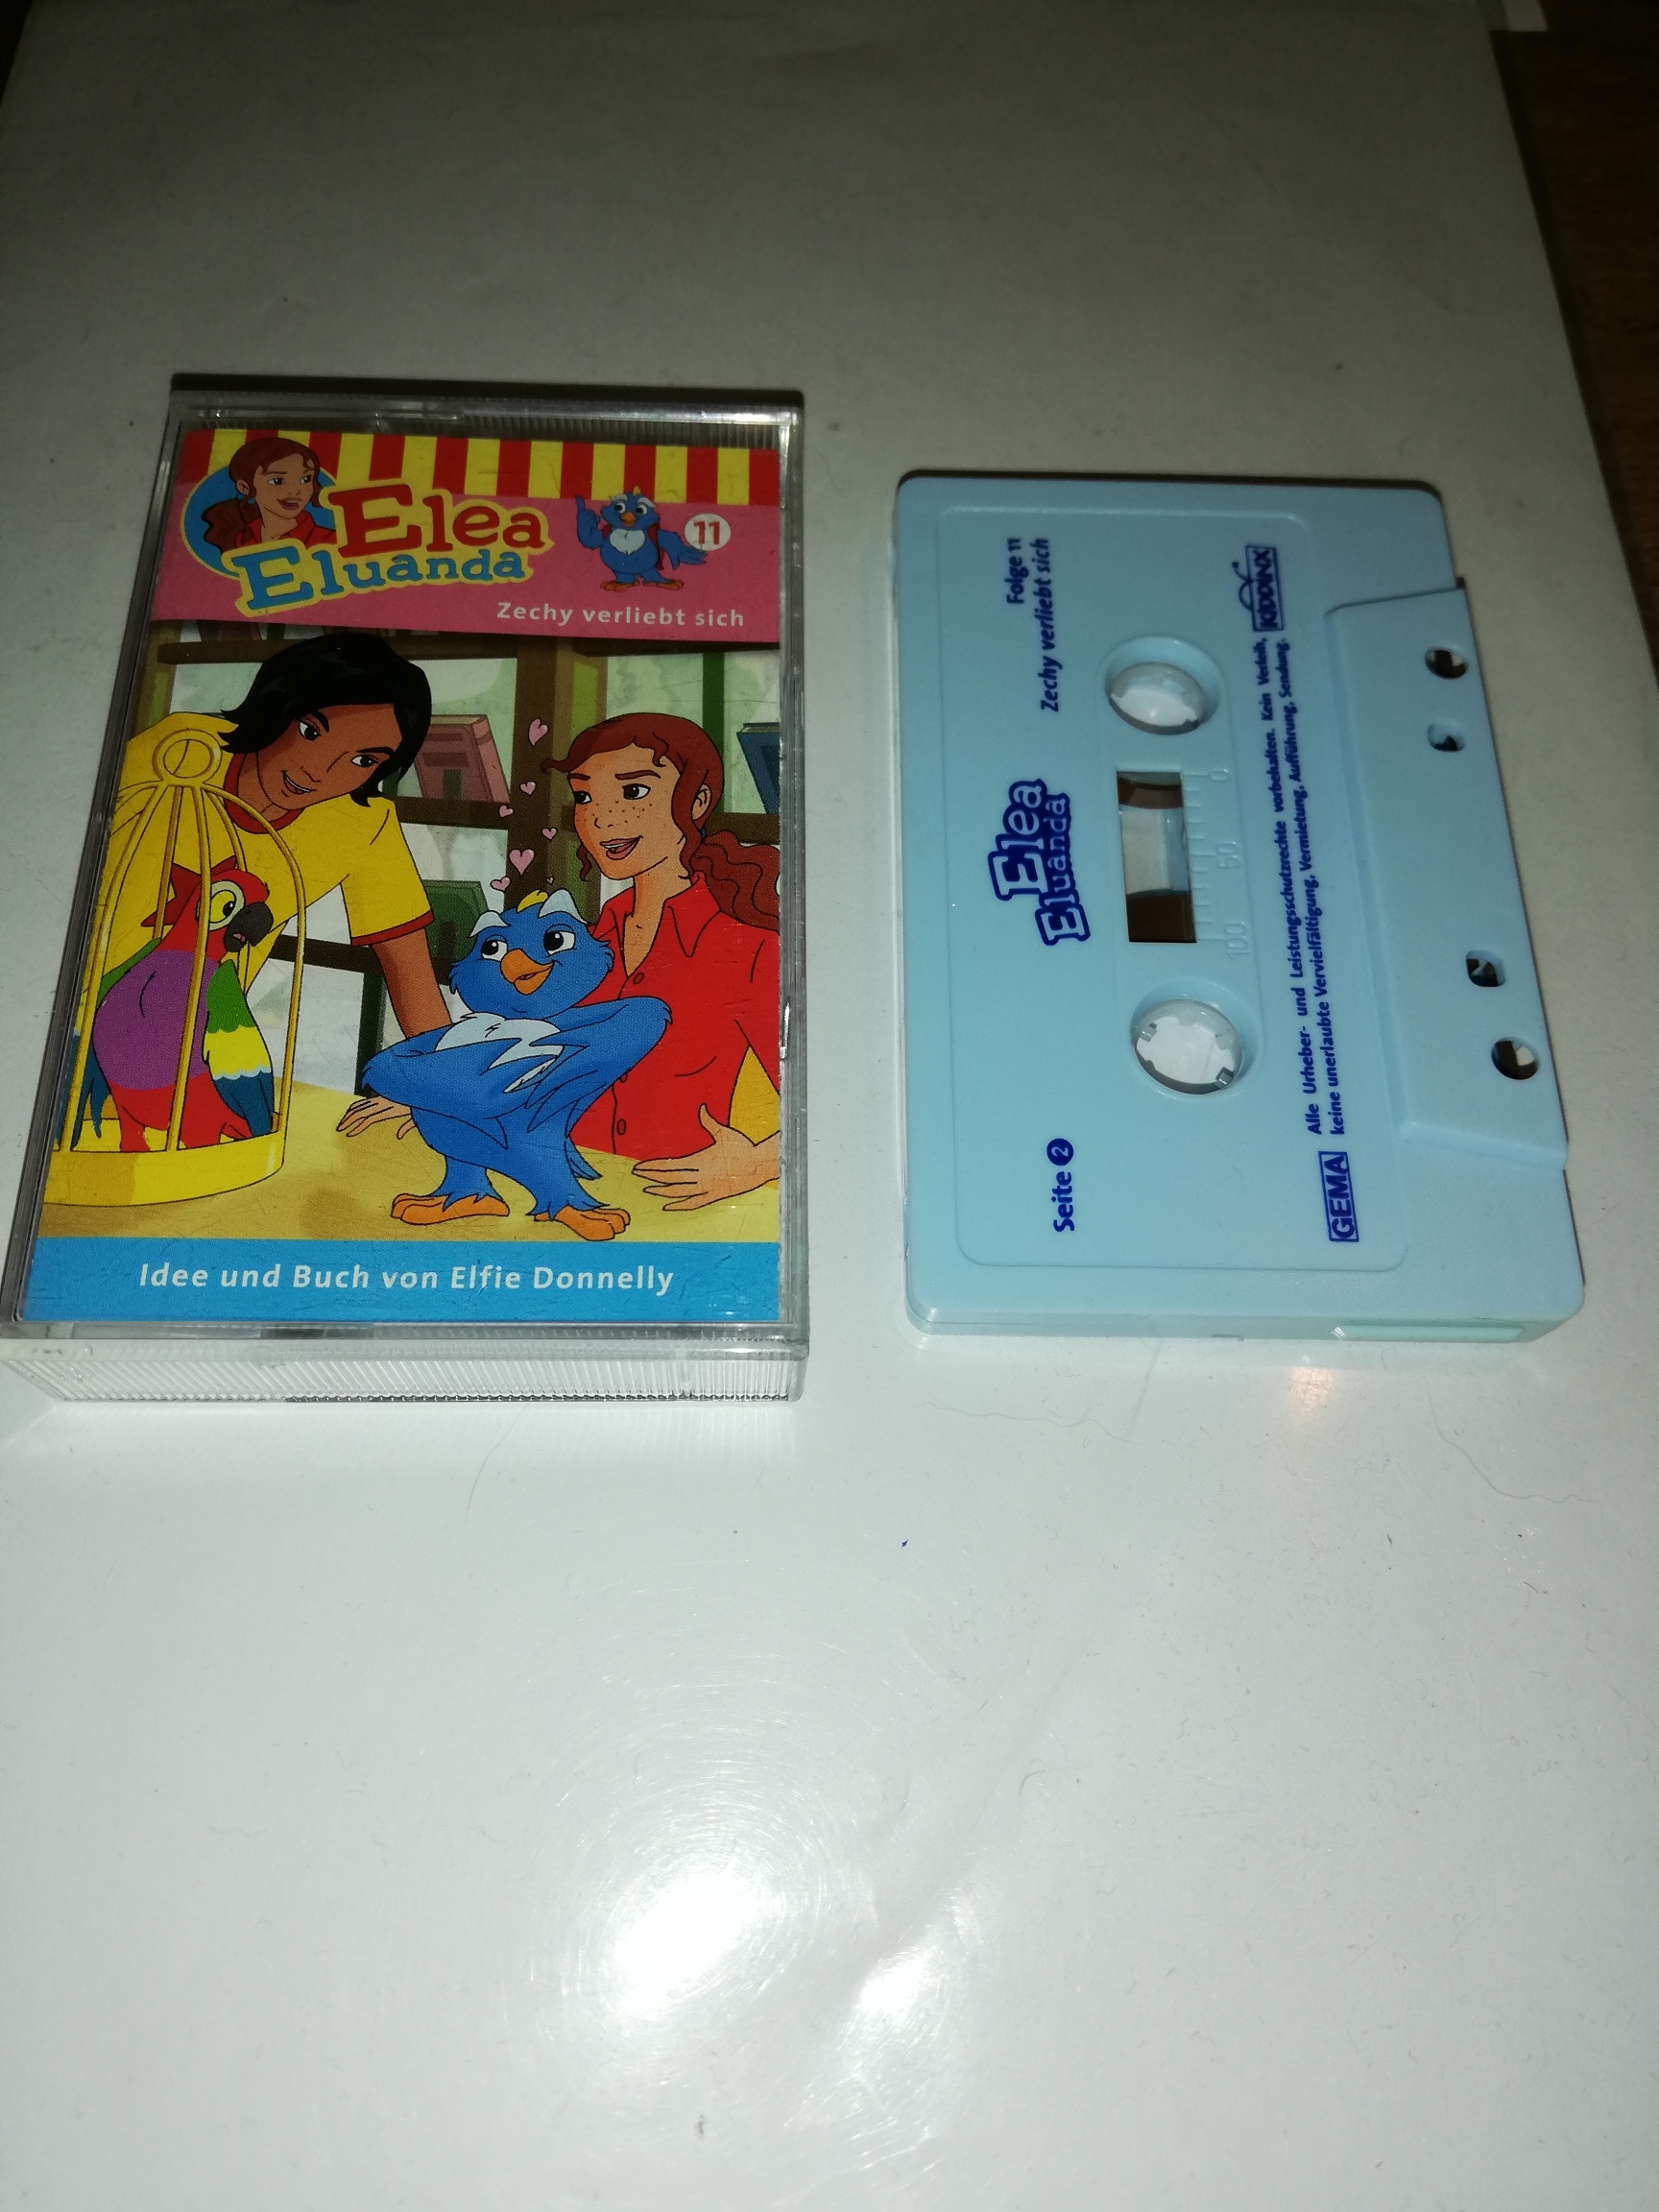 Elea
Eluanda
11
Zechy verliebt sich
Idee und Buch von Elfie Donnelly
Folge 11
Zechy verliebt sich
Elea
Eluanda
Seite 2
100 50 0
KIDDINX
Alle Urheber- und Leistungsschutzrechte vorbehalten. Kein Verleih,
keine unerlaubte Vervielfältigung, Vermietung, Aufführung, Sendung.
GEMA